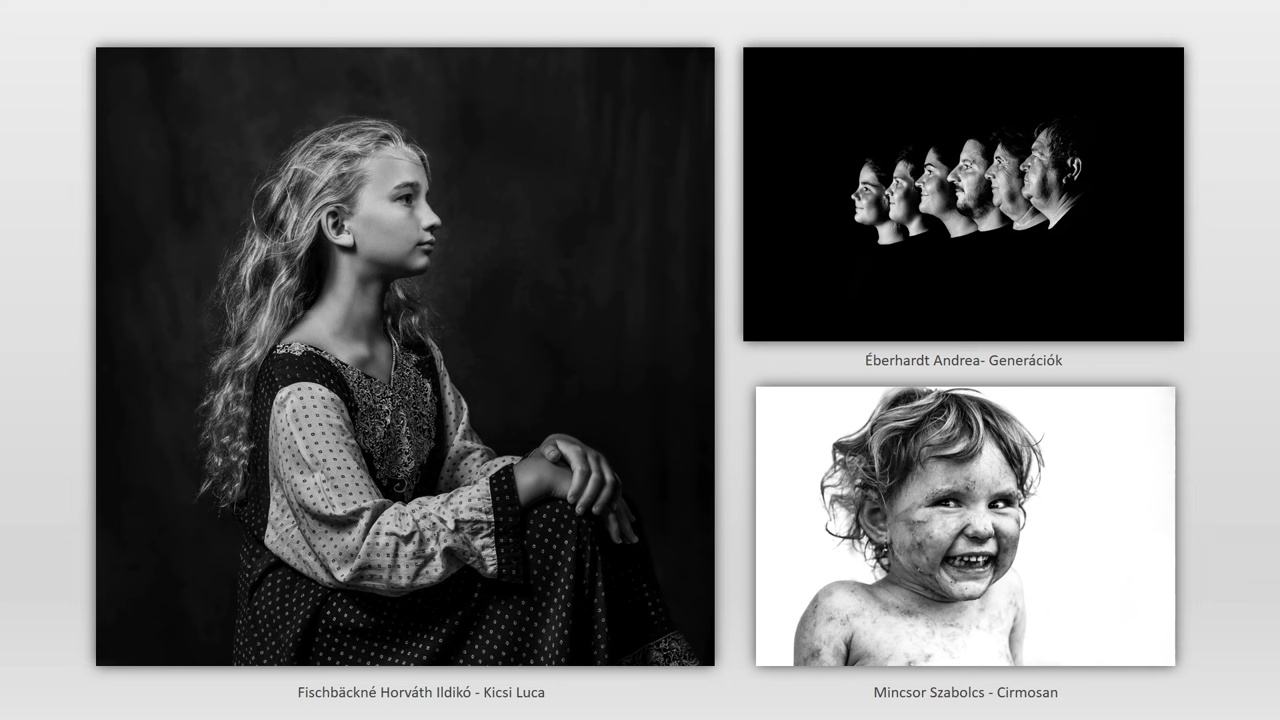 Éberhardt Andrea- Generációk
Fischbäckné Horváth Ildikó - Kicsi Luca
Mincsor Szabolcs - Cirmosan